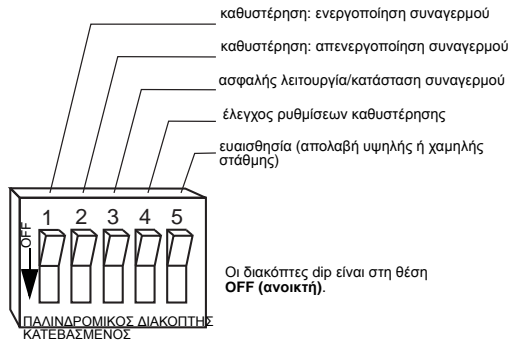 καθυστέρηση: ενεργοποίηση συναγερμού
καθυστέρηση: απενεργοποίηση συναγερμού
ασφαλής λειτουργία/κατάσταση συναγερμού
έλεγχος ρυθμίσεων καθυστέρησης
ευαισθησία (απολαβή υψηλής ή χαμηλής
στάθμης)
1 2 3 4 5
OFF
Οι διακόπτες dip είναι στη θέση
OFF (ανοικτή).
ΠΑΛΙΝΔΡΟΜΙΚΟΣ ΔΙΑΚΟΠΤΗΣ
ΚΑΤΕΒΑΣΜΕΝΟΣ